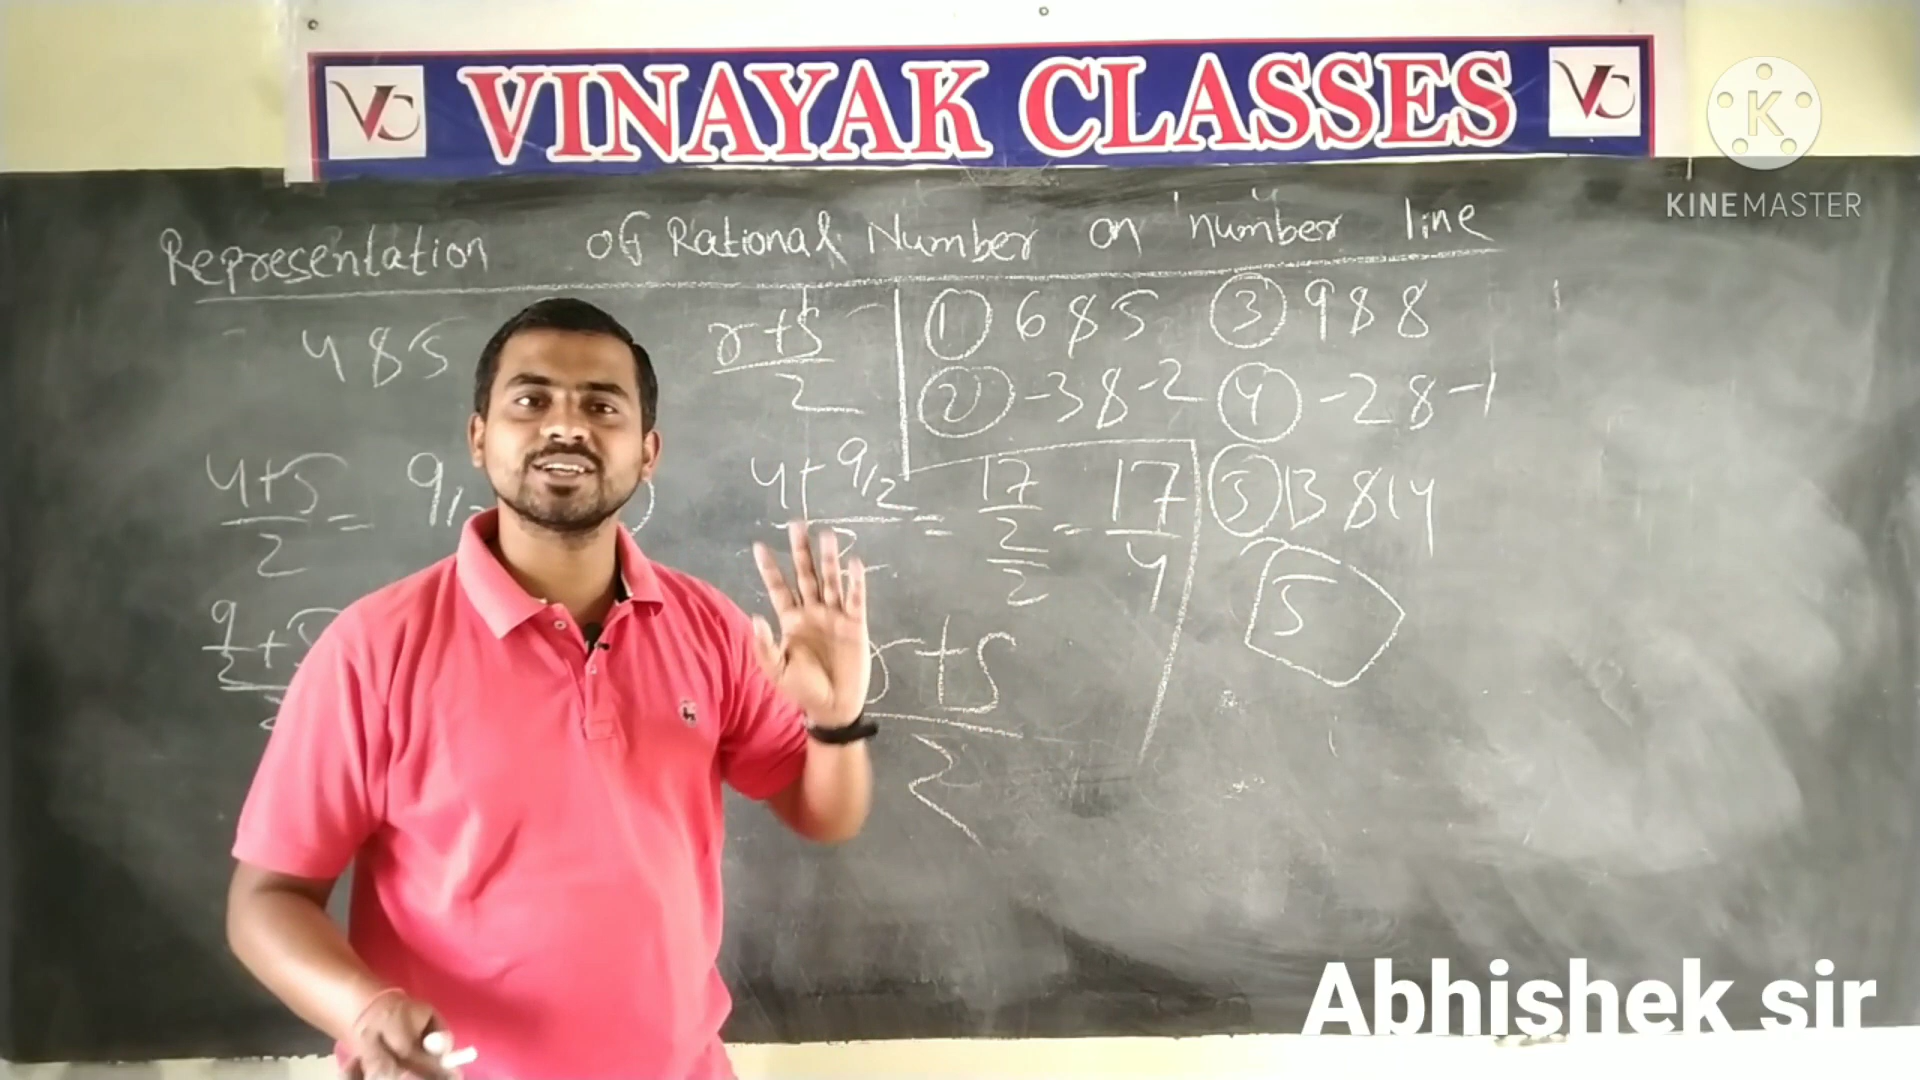 VC VINAYAK CLASSES VC
K
KINEMASTER
Representation of Rational Number on number line
4 & 5
r+s
2
① 6 & 5 ③ 9 & 8
② -3 & -2 ④ -2 & -1
⑤ 13 & 14
4+5/2 = 9/2
4+9/2 = 17/2/2 = 17/4
5
r+s
2
Abhishek sir